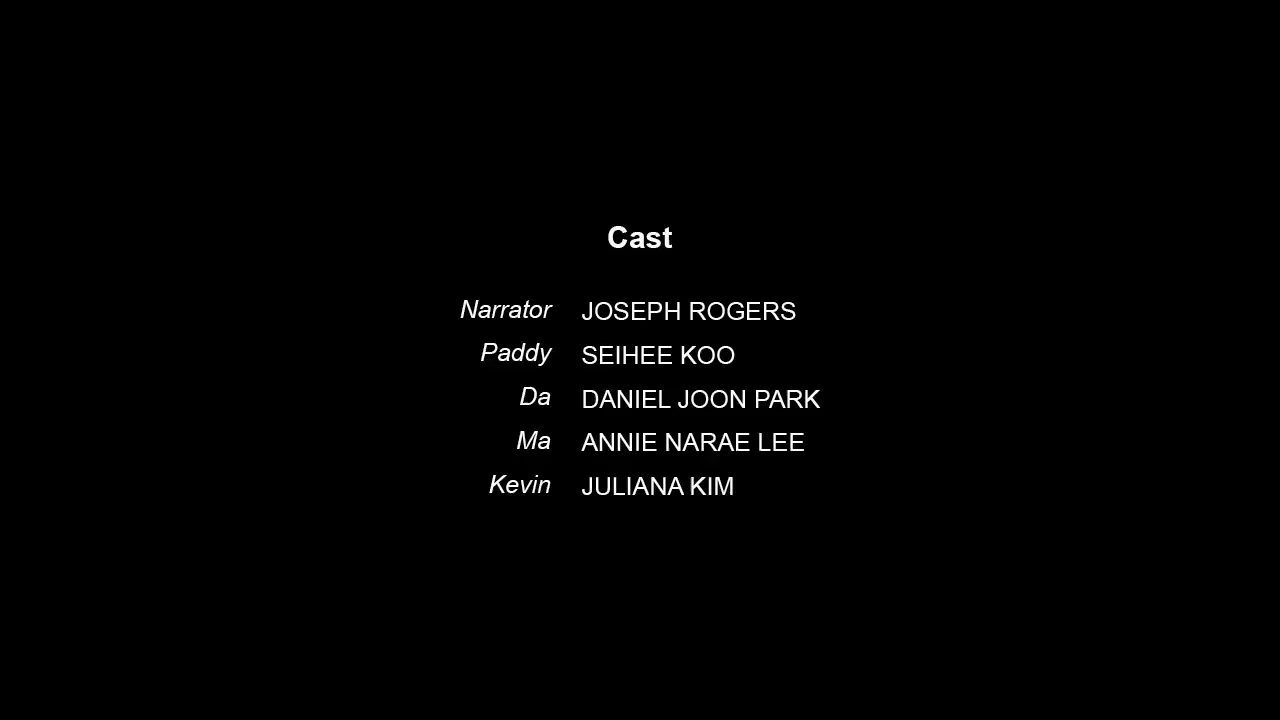 Cast
Narrator JOSEPH ROGERS
Paddy SEIHEE KOO
Da DANIEL JOON PARK
Ma ANNIE NARAE LEE
Kevin JULIANA KIM